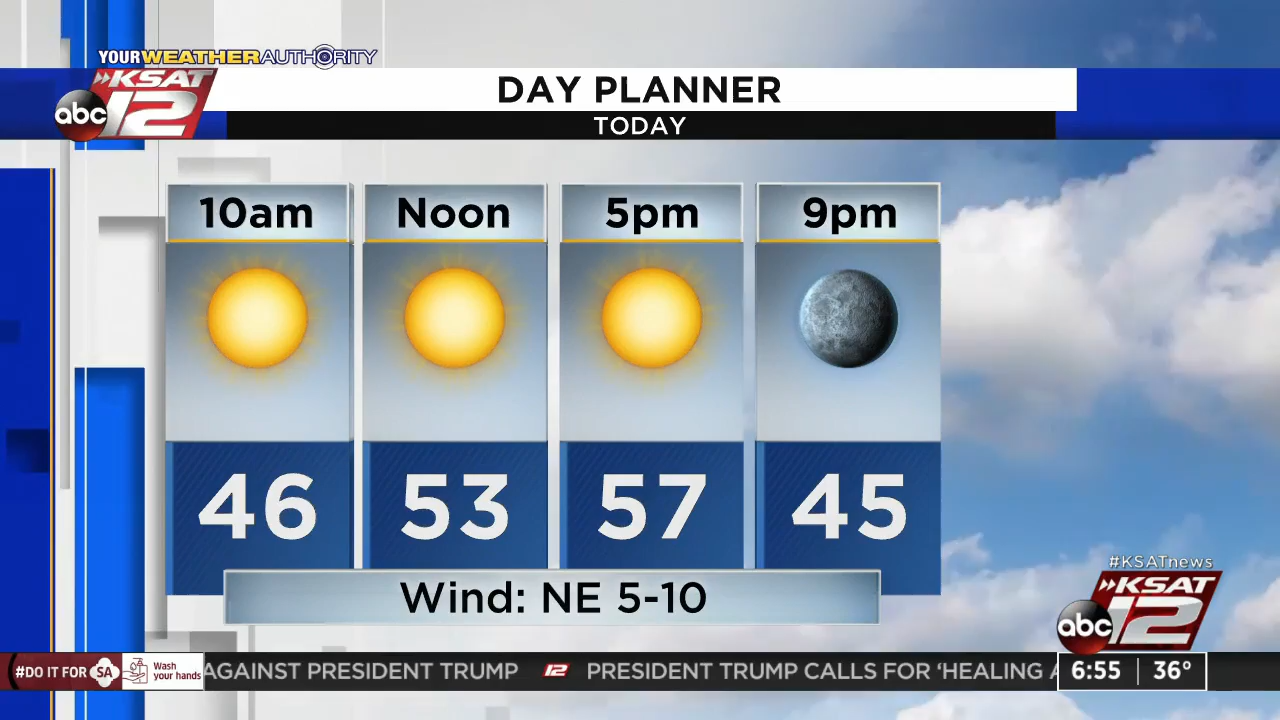 YOURWEATHERAUTHORITY
KSAT
abc 12
DAY PLANNER
TODAY
10am Noon 5pm 9pm
46 53 57 45
Wind: NE 5-10
#KSATnews
KSAT
abc 12
#DO IT FOR SA Wash your hands AGAINST PRESIDENT TRUMP 12 PRESIDENT TRUMP CALLS FOR ‘HEALING 6:55 36°